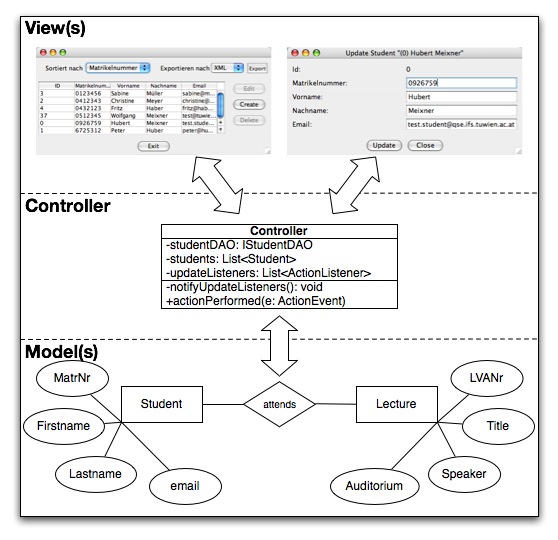 View(s)
Sortiert nach Matrikelnummer Exportieren nach XML Export
ID Matrikelnum... Vorname Nachname Email
3 0123456 Sabine Müller sabine@m...
2 0412343 Christine Meyer christine@...
4 0432123 Fritz Haber fritz@hab...
37 0512345 Wolfgang Meixner test@tuwien...
0 0926759 Hubert Meixner test.stude...
1 6725312 Peter Huber peter@hu...
Edit
Create
Delete
Exit
Update Student "(0) Hubert Meixner"
Id: 0
Matrikelnummer: 0926759
Vorname: Hubert
Nachname: Meixner
Email: test.student@qse.ifs.tuwien.ac.at
Update Close
Controller
Controller
-studentDAO: IStudentDAO
-students: List<Student>
-updateListeners: List<ActionListener>
-notifyUpdateListeners(): void
+actionPerformed(e: ActionEvent)
Model(s)
MatrNr
Firstname
Lastname
email
Student
attends
Lecture
LVANr
Title
Speaker
Auditorium